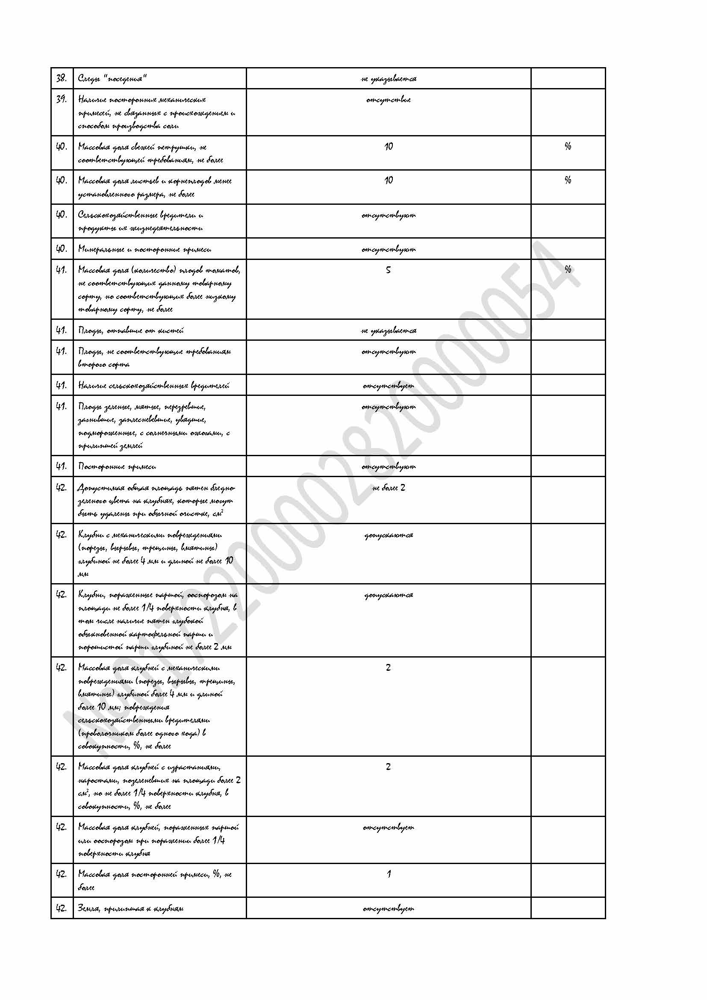 38. Следы "поседения" не указывается
39. Наличие посторонних механических отсутствие
примесей, не связанных с происхождением и
способом производства соли
40. Массовая доля свежей петрушки, не 10 %
соответствующей требованиям, не более
40. Массовая доля листьев и корнеплодов менее 10 %
установленного размера, не более
40. Сельскохозяйственные вредители и отсутствуют
продукты их жизнедеятельности
40. Минеральные и посторонние примеси отсутствуют
41. Массовая доля (количество) плодов томатов, 5 %
не соответствующих данному товарному
сорту, но соответствующих более низкому
товарному сорту, не более
41. Плоды, отпавшие от кистей не указывается
41. Плоды, не соответствующие требованиям отсутствуют
второго сорта
41. Наличие сельскохозяйственных вредителей отсутствует
41. Плоды зеленые, мятые, перезревшие, отсутствуют
загнившие, заплесневевшие, увядшие,
подмороженные, с солнечными ожогами, с
прилипшей землей
41. Посторонние примеси отсутствуют
42. Допустимая общая площадь пятен бледно- не более 2
зеленого цвета на клубнях, которые могут
быть удалены при обычной очистке, см²
42. Клубни с механическими повреждениями допускаются
(порезы, вырывы, трещины, вмятины)
глубиной не более 4 мм и длиной не более 10
мм
42. Клубни, пораженные паршой, ооспорозом на допускаются
площади не более 1/4 поверхности клубня, в
том числе наличие пятен глубокой
обыкновенной картофельной парши и
порошистой парши глубиной не более 2 мм
42. Массовая доля клубней с механическими 2
повреждениями (порезы, вырывы, трещины,
вмятины) глубиной более 4 мм и длиной
более 10 мм; повреждения
сельскохозяйственными вредителями
(проволочником более одного хода) в
совокупности, %, не более
42. Массовая доля клубней с израстаниями, 2
наростами, позеленевших на площади более 2
см², но не более 1/4 поверхности клубня, в
совокупности, %, не более
42. Массовая доля клубней, пораженных паршой отсутствует
или ооспорозом при поражении более 1/4
поверхности клубня
42. Массовая доля посторонней примеси, %, не 1
более
42. Земля, прилипшая к клубням отсутствует
№0172200002820000054